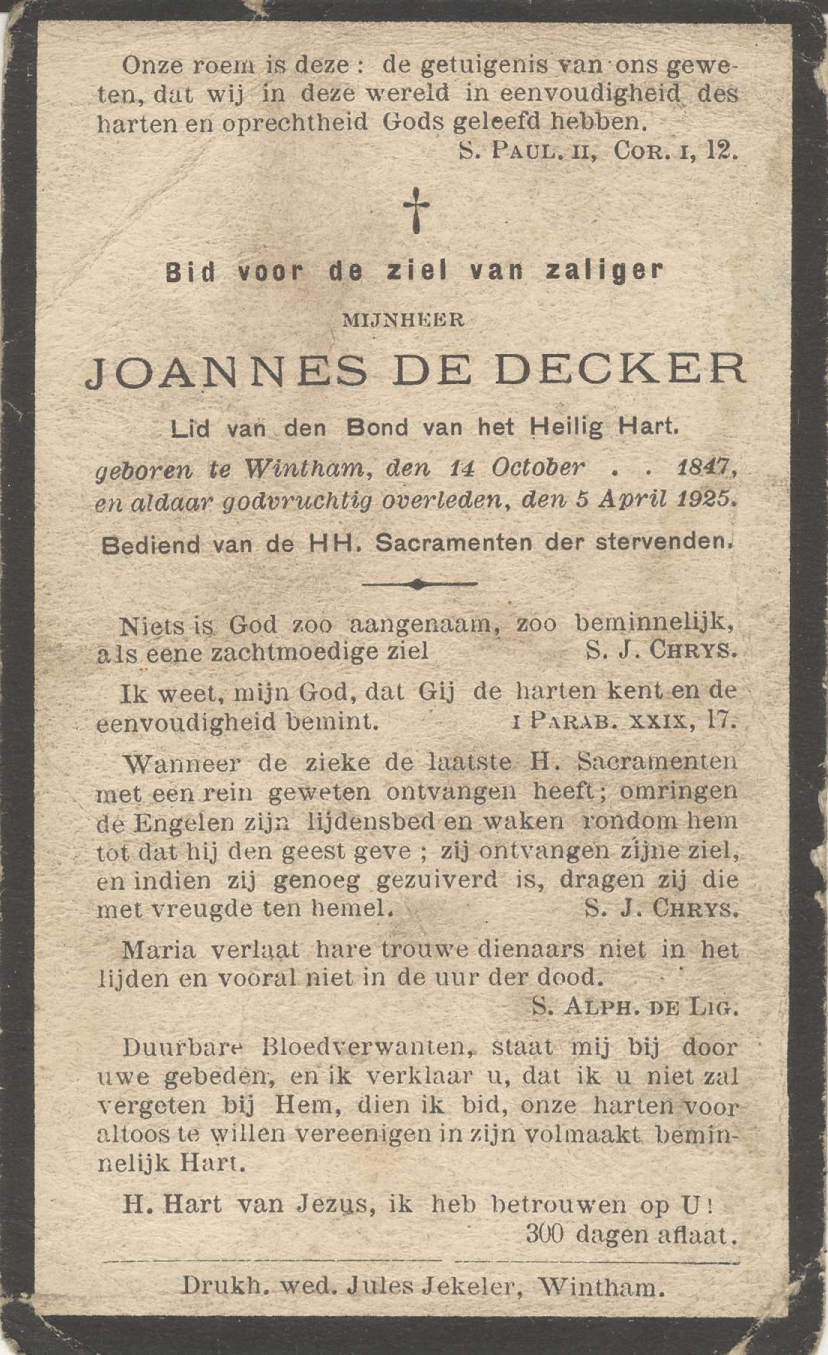 Onze roem is deze : de getuigenis van ons gewe-
ten, dat wij in deze wereld in eenvoudigheid des
harten en oprechtheid Gods geleefd hebben.
S. PAUL. II, COR. I, 12.
†
Bid voor de ziel van zaliger
MIJNHEER
JOANNES DE DECKER
Lid van den Bond van het Heilig Hart.
geboren te Wintham, den 14 October . . 1847,
en aldaar godvruchtig overleden, den 5 April 1925.
Bediend van de HH. Sacramenten der stervenden.
Niets is God zoo aangenaam, zoo beminnelijk,
als eene zachtmoedige ziel S. J. CHRYS.
Ik weet, mijn God, dat Gij de harten kent en de
eenvoudigheid bemint. I PARAB. XXIX, 17.
Wanneer de zieke de laatste H. Sacramenten
met een rein geweten ontvangen heeft; omringen
de Engelen zijn lijdensbed en waken rondom hem
tot dat hij den geest geve ; zij ontvangen zijne ziel,
en indien zij genoeg gezuiverd is, dragen zij die
met vreugde ten hemel. S. J. CHRYS.
Maria verlaat hare trouwe dienaars niet in het
lijden en vooral niet in de uur der dood.
S. ALPH. DE LIG.
Duurbare Bloedverwanten, staat mij bij door
uwe gebeden, en ik verklaar u, dat ik u niet zal
vergeten bij Hem, dien ik bid, onze harten voor
altoos te willen vereenigen in zijn volmaakt bemin-
nelijk Hart.
H. Hart van Jezus, ik heb betrouwen op U!
300 dagen aflaat.
Drukh. wed. Jules Jekeler, Wintham.